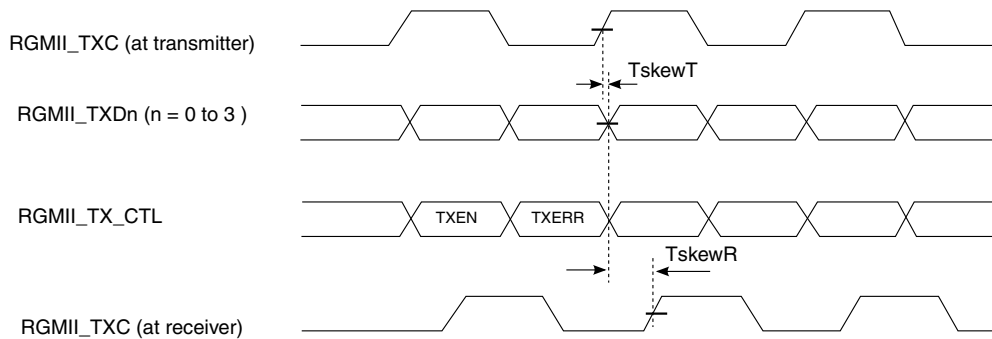 RGMII_TXC (at transmitter)
TskewT
RGMII_TXDn (n = 0 to 3 )
RGMII_TX_CTL
TXEN
TXERR
TskewR
RGMII_TXC (at receiver)